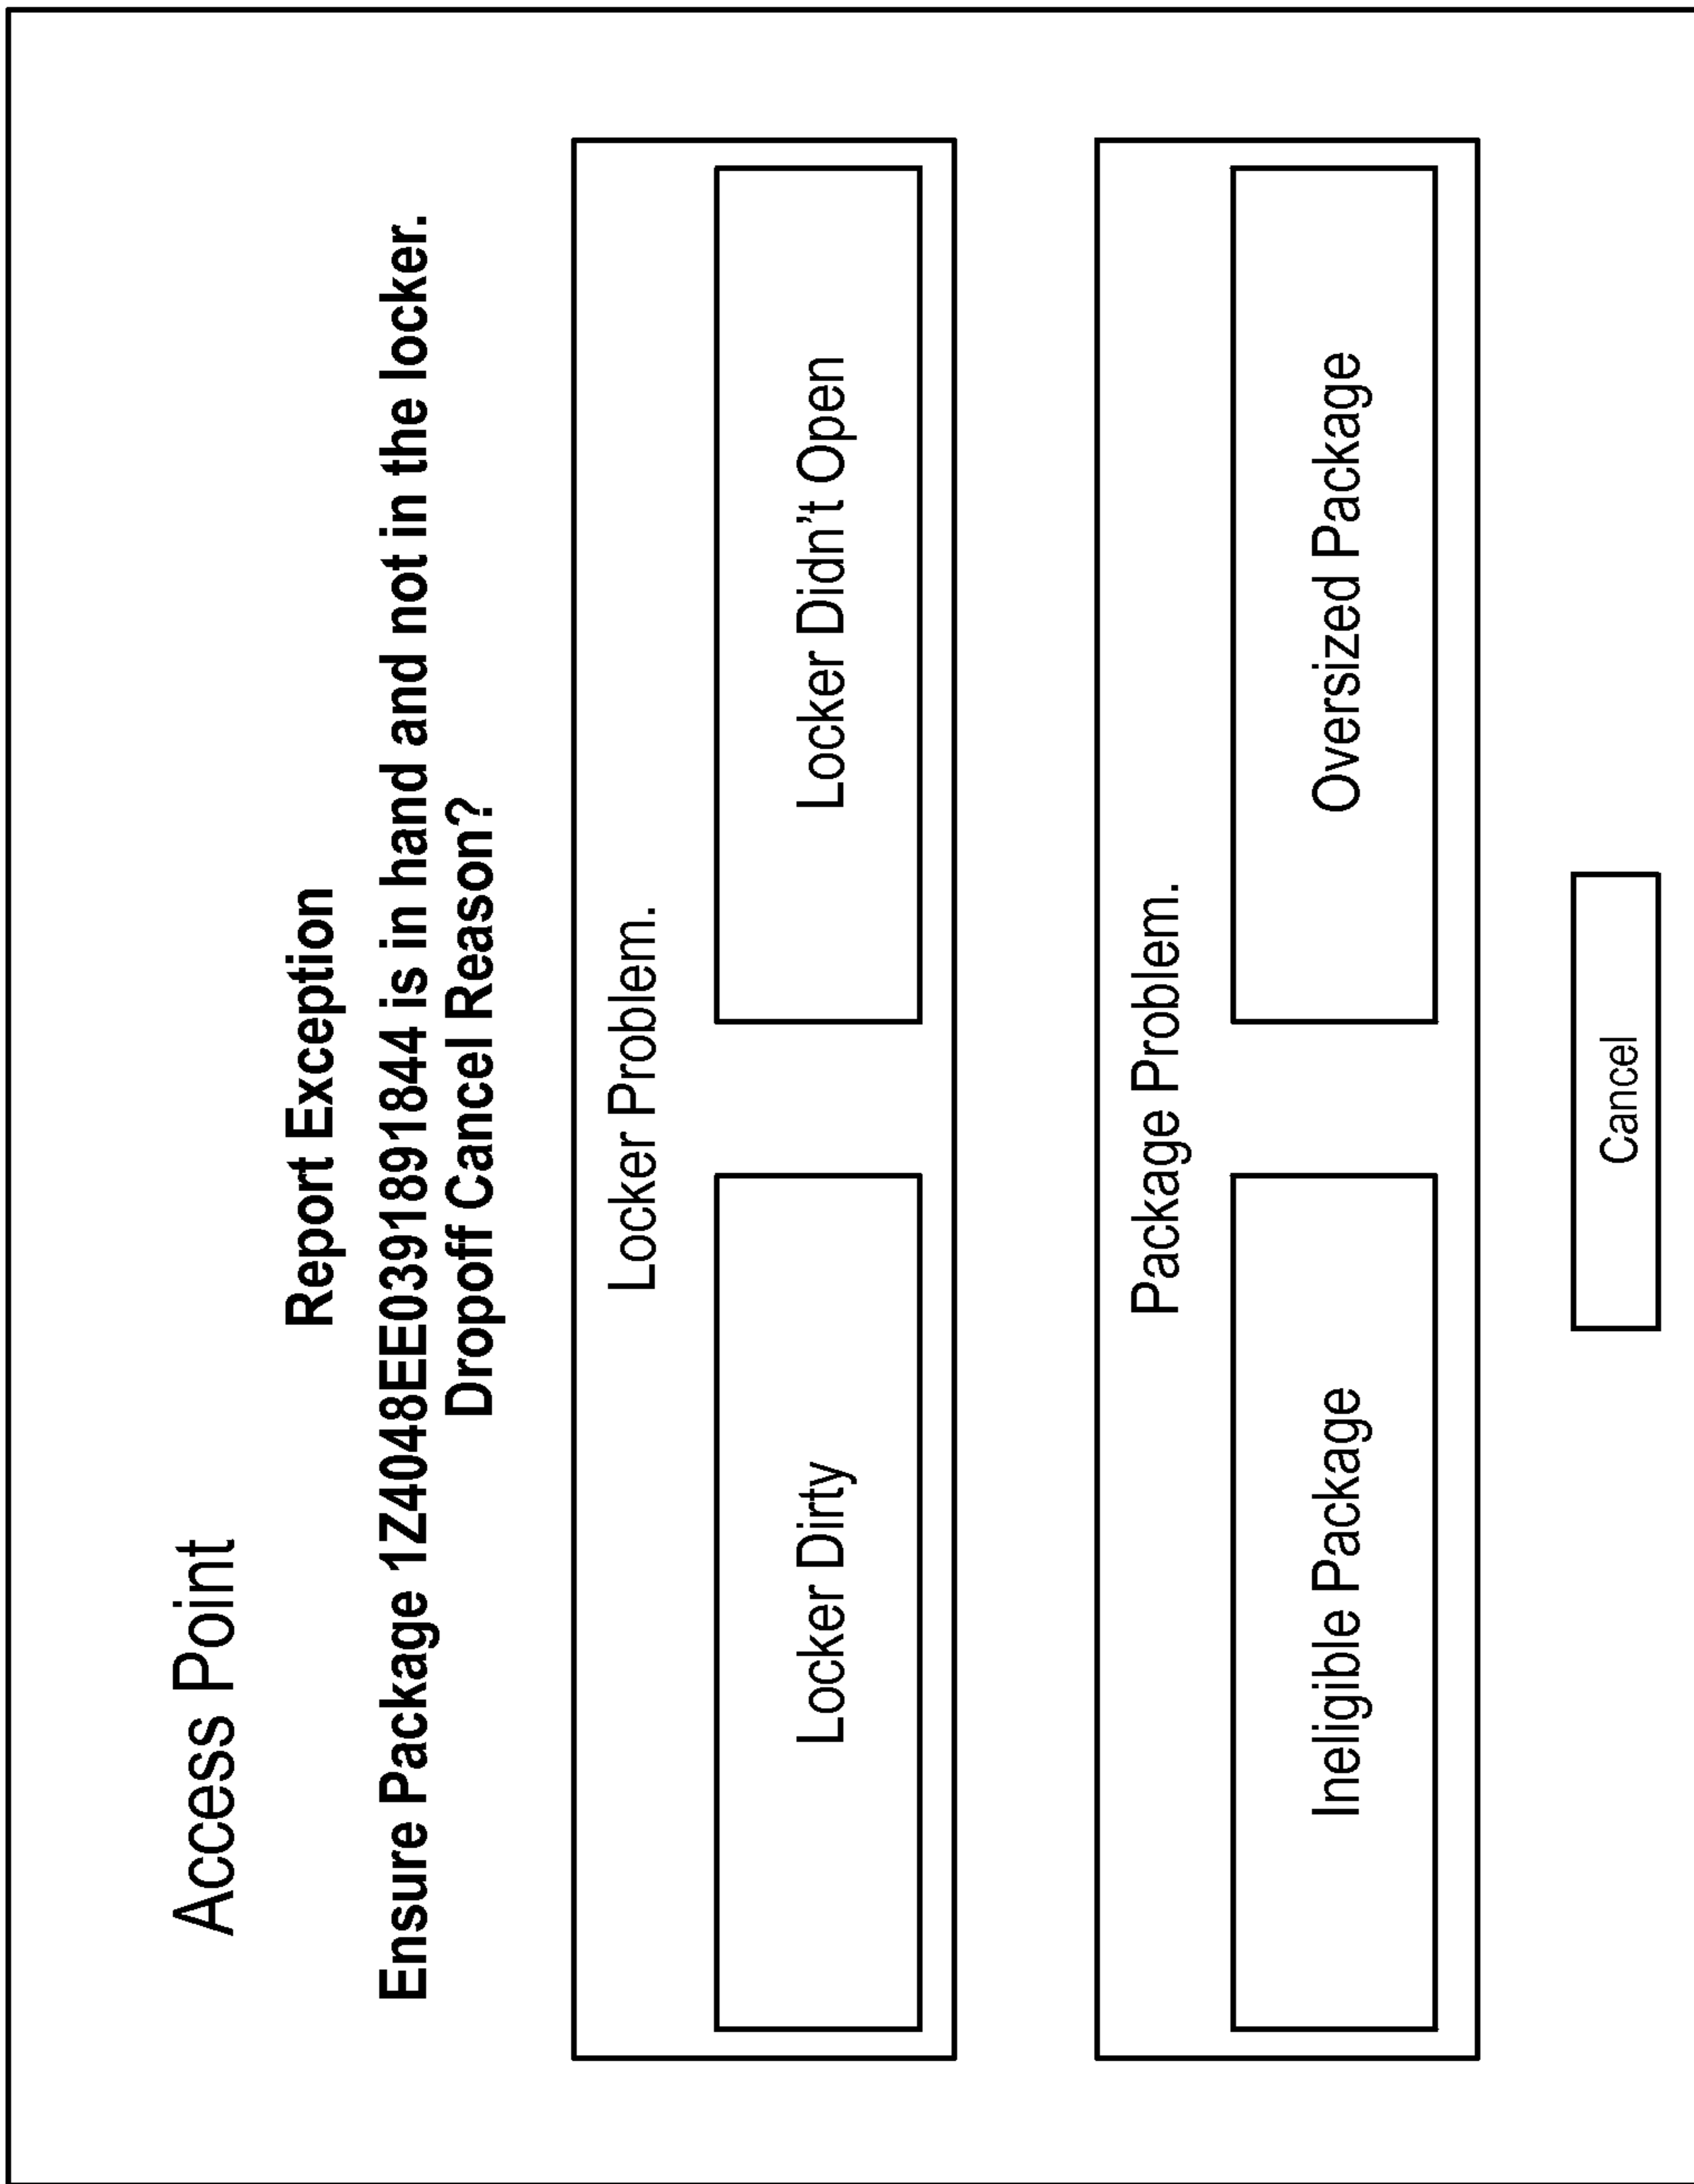 Access Point
Report Exception
Ensure Package 1Z4048EE0391891844 is in hand and not in the locker.
Dropoff Cancel Reason?
Locker Problem.
Locker Dirty
Locker Didn't Open
Package Problem.
Ineligible Package
Oversized Package
Cancel